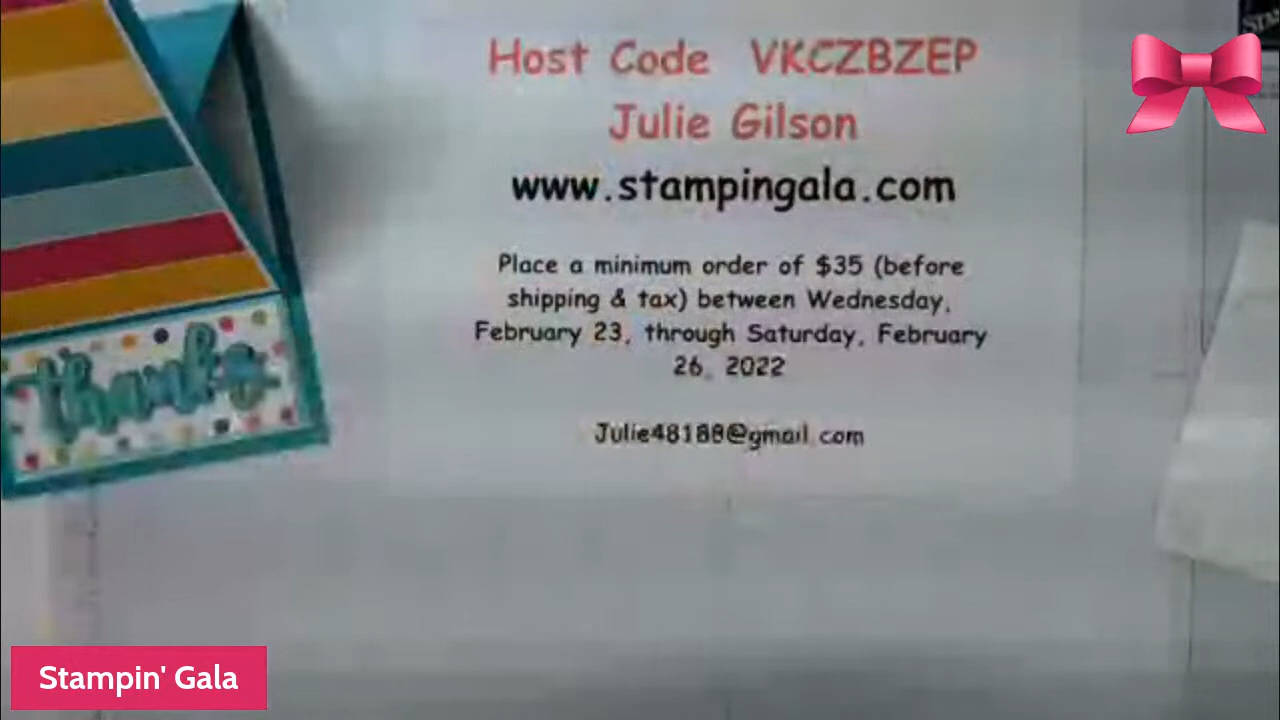 Host Code VKCZBZEP
Julie Gilson
www.stampingala.com
Place a minimum order of $35 (before
shipping & tax) between Wednesday,
February 23, through Saturday, February
26, 2022
Julie48188@gmail.com
thanks
Stampin' Gala